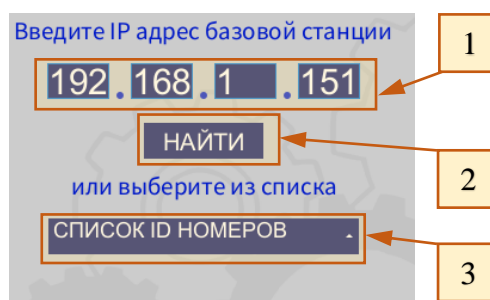 Введите IP адрес базовой станции
1
192.168.1.151
НАЙТИ
2
или выберите из списка
СПИСОК ID НОМЕРОВ
3